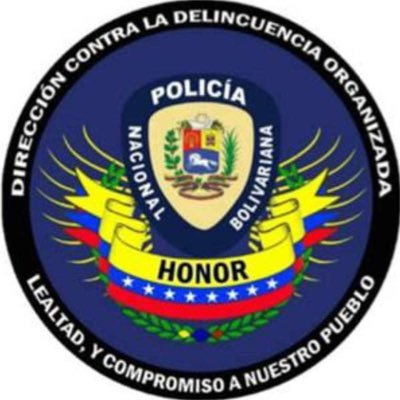 DIRECCIÓN CONTRA LA DELINCUENCIA ORGANIZADA
POLICÍA
NACIONAL
BOLIVARIANA
HONOR
LEALTAD, Y COMPROMISO A NUESTRO PUEBLO